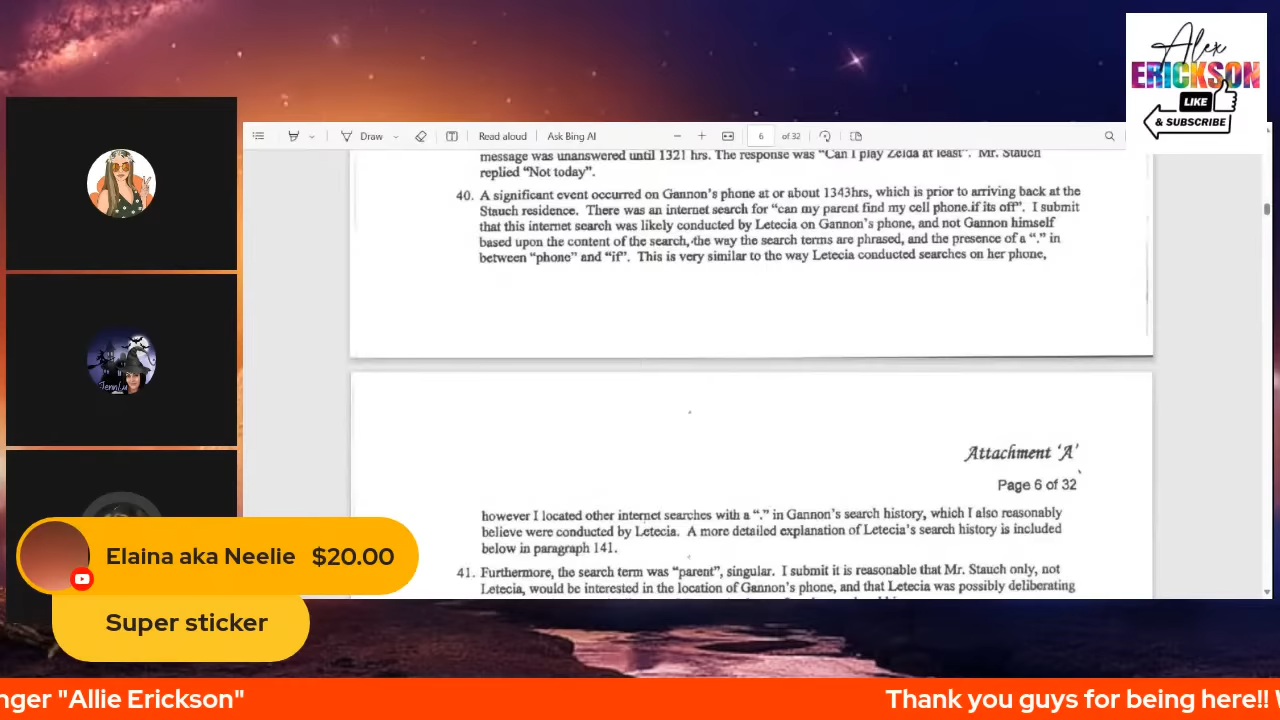 Alex
ERICKSON
LIKE
& SUBSCRIBE
Draw
Read aloud
Ask Bing AI
6
of 32
message was unanswered until 1321 hrs. The response was "Can I play Zelda at least". Mr. Stauch
replied "Not today".
40. A significant event occurred on Gannon's phone at or about 1343hrs, which is prior to arriving back at the
Stauch residence. There was an internet search for "can my parent find my cell phone.if its off". I submit
that this internet search was likely conducted by Letecia on Gannon's phone, and not Gannon himself
based upon the content of the search, the way the search terms are phrased, and the presence of a "." in
between "phone" and "if". This is very similar to the way Letecia conducted searches on her phone,
Attachment 'A'
Page 6 of 32
however I located other internet searches with a "." in Gannon's search history, which I also reasonably
believe were conducted by Letecia. A more detailed explanation of Letecia's search history is included
below in paragraph 141.
41. Furthermore, the search term was "parent", singular. I submit it is reasonable that Mr. Stauch only, not
Letecia, would be interested in the location of Gannon's phone, and that Letecia was possibly deliberating
JennLu
Elaina aka Neelie $20.00
Super sticker
nger "Allie Erickson"
Thank you guys for being here!!